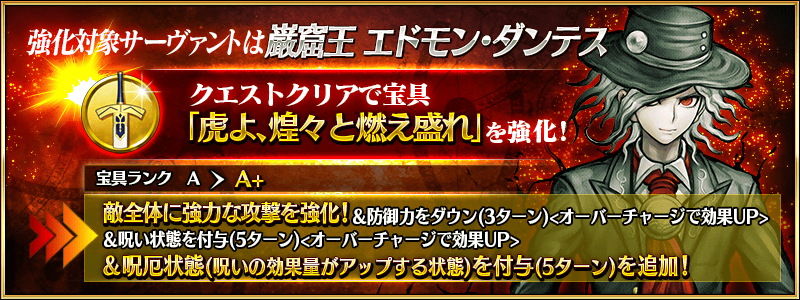 強化対象サーヴァントは 巌窟王 エドモン・ダンテス
クエストクリアで宝具
「虎よ、煌々と燃え盛れ」を強化!
宝具ランク A > A+
敵全体に強力な攻撃を強化!&防御力をダウン(3ターン)<オーバーチャージで効果UP>
&呪い状態を付与(5ターン)<オーバーチャージで効果UP>
&呪厄状態(呪いの効果量がアップする状態)を付与(5ターン)を追加!